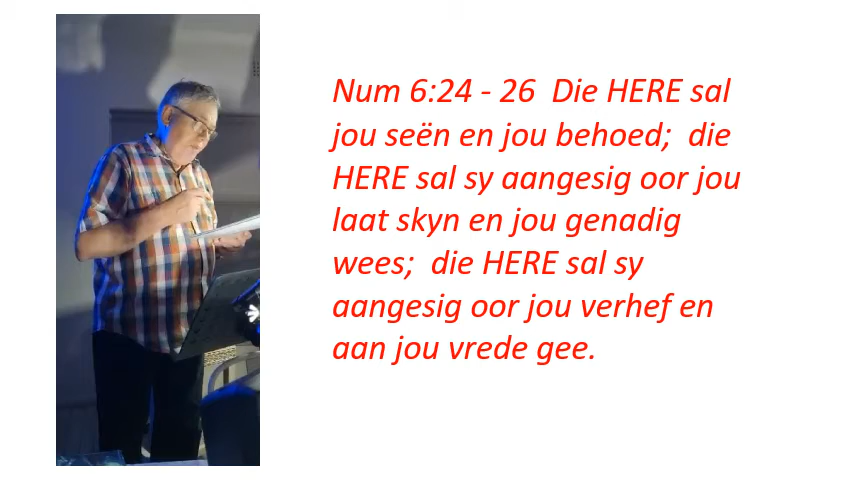 Num 6:24 - 26  Die HERE sal
jou seën en jou behoed;  die
HERE sal sy aangesig oor jou
laat skyn en jou genadig
wees;  die HERE sal sy
aangesig oor jou verhef en
aan jou vrede gee.